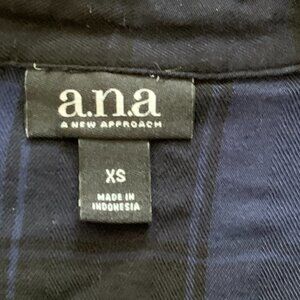 a.n.a
A NEW APPROACH
XS
MADE IN
INDONESIA